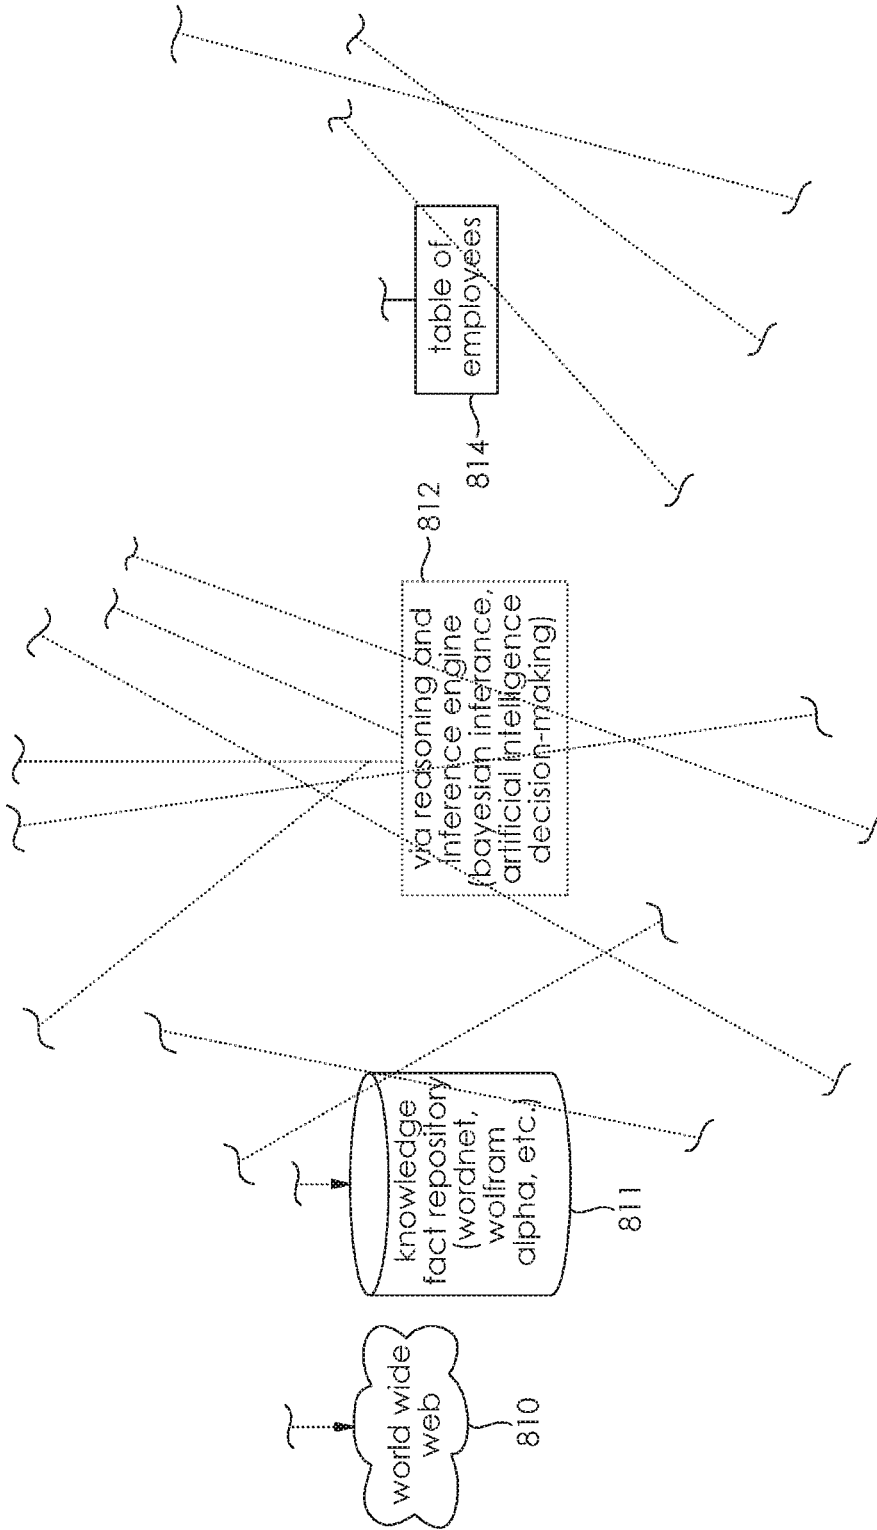 world wide
web
810
knowledge
fact repository
(wordnet,
wolfram
alpha, etc.)
811
via reasoning and
inference engine
(bayesian inferance,
artificial intelligence
decision-making)
812
table of
employees
814